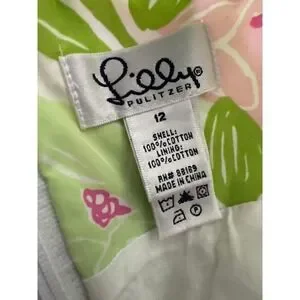 Lilly®
PULITZER
12
SHELL:
100%COTTON
LINING:
100%COTTON
RN# 88189
MADE IN CHINA